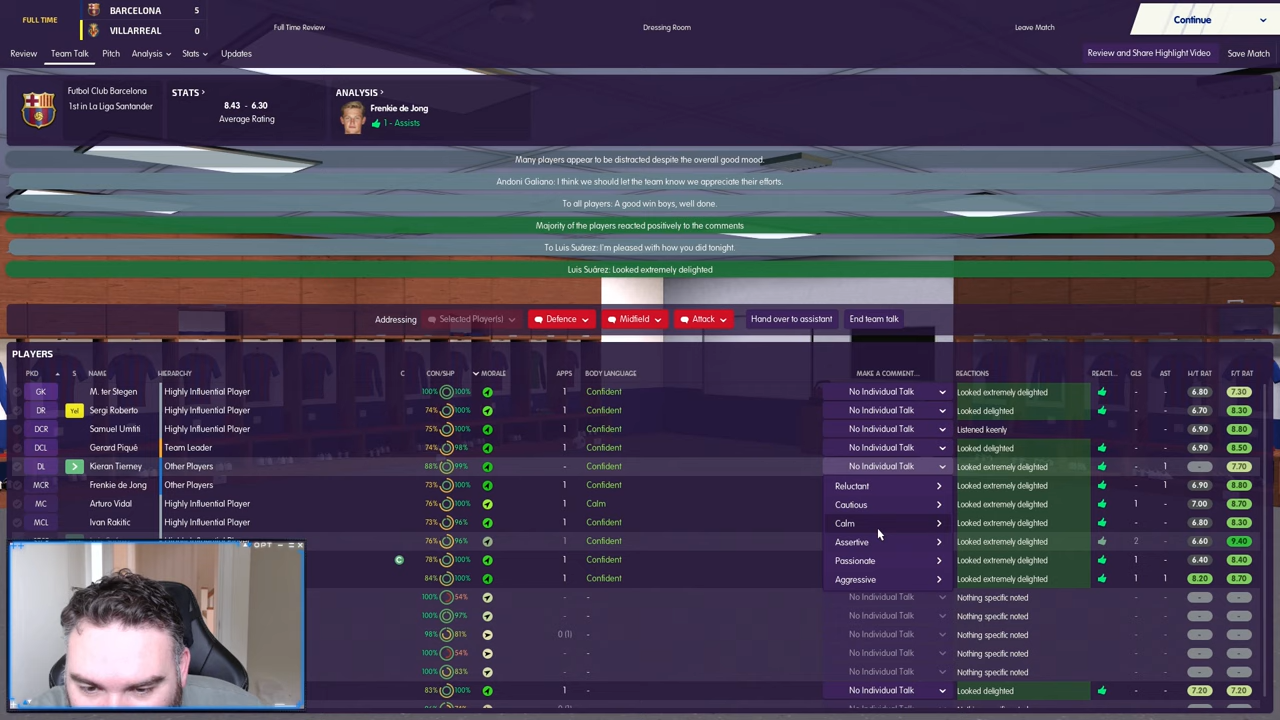 FULL TIME
BARCELONA 5
VILLARREAL 0
Full Time Review
Dressing Room
Leave Match
Continue
Review Team Talk Pitch Analysis Stats Updates
Review and Share Highlight Video
Save Match
Futbol Club Barcelona
1st in La Liga Santander
STATS >
8.43 - 6.30
Average Rating
ANALYSIS >
Frenkie de Jong
1 - Assists
Many players appear to be distracted despite the overall good mood.
Andoni Galiano: I think we should let the team know we appreciate their efforts.
To all players: A good win boys, well done.
Majority of the players reacted positively to the comments
To Luis Suárez: I'm pleased with how you did tonight.
Luis Suárez: Looked extremely delighted
Addressing Selected Player(s) Defence Midfield Attack Hand over to assistant End team talk
PLAYERS
PKD S NAME HIERARCHY C CON/SHP MORALE APPS BODY LANGUAGE MAKE A COMMENT... REACTIONS REACTI... GLS AST H/T RAT F/T RAT
GK M. ter Stegen Highly Influential Player 100% 100% 1 Confident No Individual Talk Looked extremely delighted - - 6.80 7.30
DR Yel Sergi Roberto Highly Influential Player 74% 100% 1 Confident No Individual Talk Looked delighted - - 6.70 8.30
DCR Samuel Umtiti Highly Influential Player 75% 100% 1 Confident No Individual Talk Listened keenly - - 6.90 8.80
DCL Gerard Piqué Team Leader 74% 98% 1 Confident No Individual Talk Looked delighted - - 6.90 8.50
DL Kieran Tierney Other Players 88% 99% - Confident No Individual Talk Looked extremely delighted - 1 - 7.70
MCR Frenkie de Jong Other Players 73% 96% 1 Confident Reluctant Looked extremely delighted - 1 6.90 8.80
MC Arturo Vidal Highly Influential Player 76% 100% 1 Calm Cautious Looked extremely delighted 1 - 7.00 8.70
MCL Ivan Rakitic Highly Influential Player 73% 96% 1 Confident Calm Looked extremely delighted - - 6.80 8.30
76% 96% 1 Confident Assertive Looked extremely delighted 2 - 6.60 9.40
C 78% 100% 1 Confident Passionate Looked extremely delighted 1 - 6.40 8.40
84% 100% 1 Confident Aggressive Looked extremely delighted 1 1 8.20 8.70
100% 54% - - No Individual Talk Nothing specific noted - - - -
100% 97% - - No Individual Talk Nothing specific noted - - - -
98% 81% 0 (1) - No Individual Talk Nothing specific noted - - - -
100% 54% - - No Individual Talk Nothing specific noted - - - -
100% 83% - - No Individual Talk Nothing specific noted - - - -
83% 100% 1 - No Individual Talk Looked delighted - - 7.20 7.20